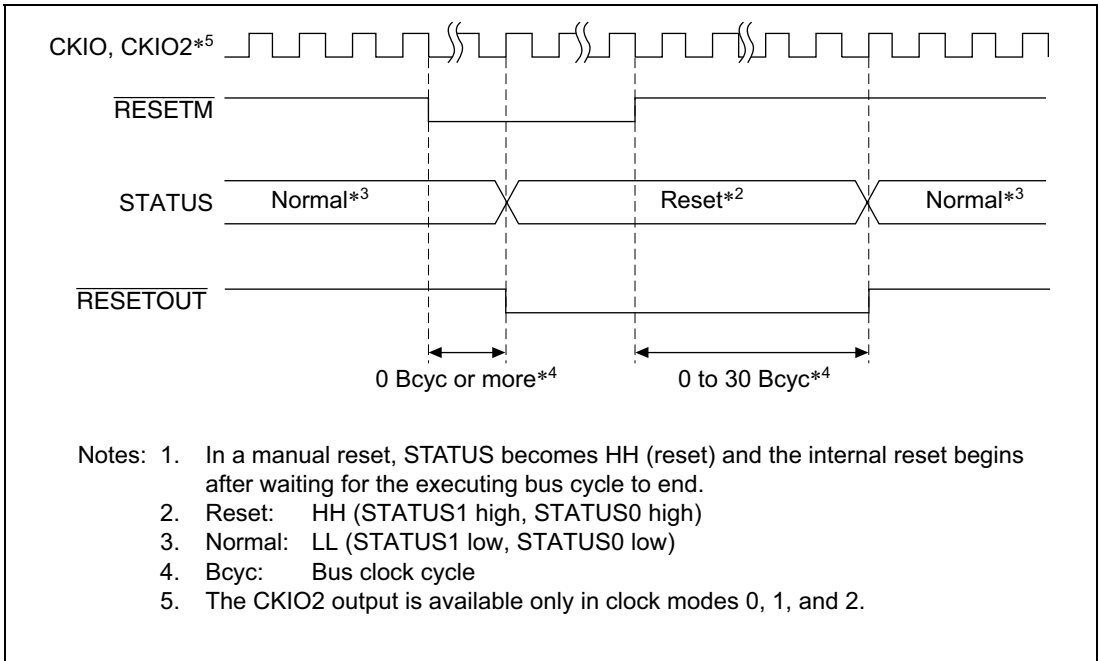 CKIO, CKIO2*5
RESETM
STATUS
Normal*3
Reset*2
Normal*3
RESETOUT
0 Bcyc or more*4
0 to 30 Bcyc*4
Notes: 1. In a manual reset, STATUS becomes HH (reset) and the internal reset begins
after waiting for the executing bus cycle to end.
2. Reset: HH (STATUS1 high, STATUS0 high)
3. Normal: LL (STATUS1 low, STATUS0 low)
4. Bcyc: Bus clock cycle
5. The CKIO2 output is available only in clock modes 0, 1, and 2.